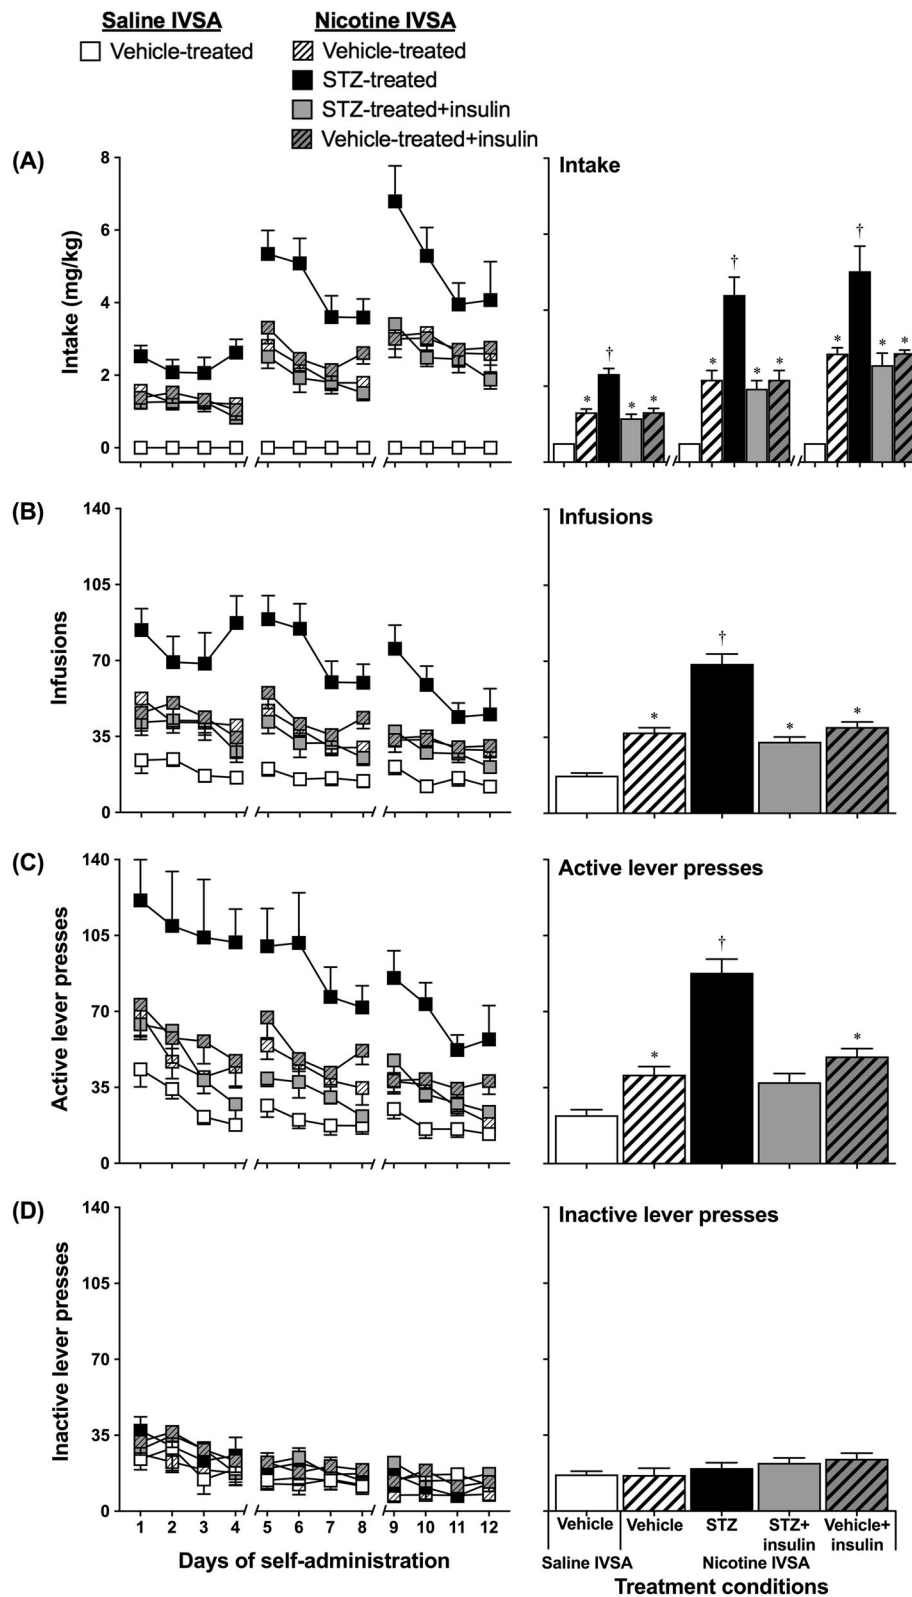 Saline IVSA Nicotine IVSA
Vehicle-treated Vehicle-treated
STZ-treated
STZ-treated+insulin
Vehicle-treated+insulin
(A)
Intake (mg/kg)
8
6
4
2
0
Intake
† † †
* * * * * * * * *
(B)
Infusions
140
105
70
35
0
Infusions
†
* * *
(C)
Active lever presses
140
105
70
35
0
Active lever presses
†
* *
(D)
Inactive lever presses
140
105
70
35
0
Inactive lever presses
1 2 3 4 5 6 7 8 9 10 11 12
Days of self-administration
Vehicle Vehicle STZ STZ+ insulin Vehicle+ insulin
Saline IVSA Nicotine IVSA
Treatment conditions